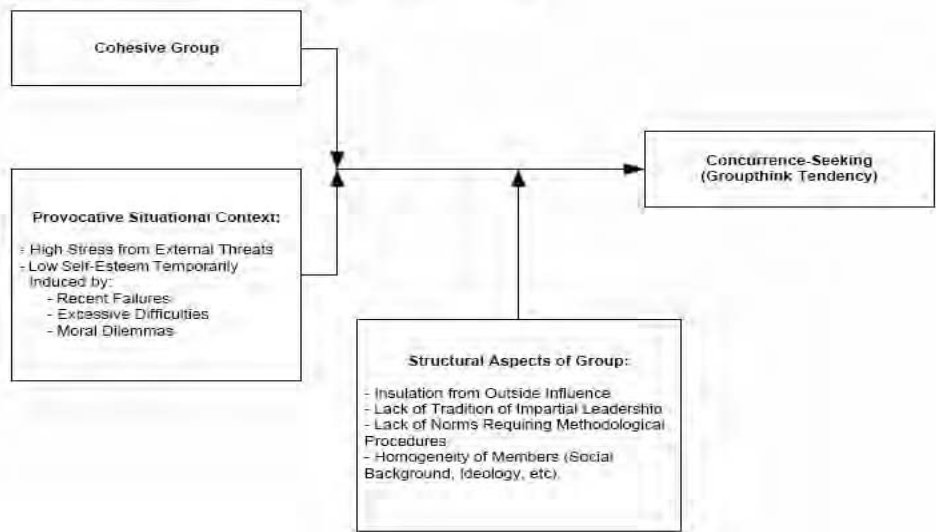 Cohesive Group
Concurrence-Seeking
(Groupthink Tendency)
Provocative Situational Context:
- High Stress from External Threats
- Low Self-Esteem Temporarily
Induced by:
- Recent Failures
- Excessive Difficulties
- Moral Dilemmas
Structural Aspects of Group:
- Insulation from Outside Influence
- Lack of Tradition of Impartial Leadership
- Lack of Norms Requiring Methodological
Procedures
- Homogeneity of Members (Social
Background, Ideology, etc).